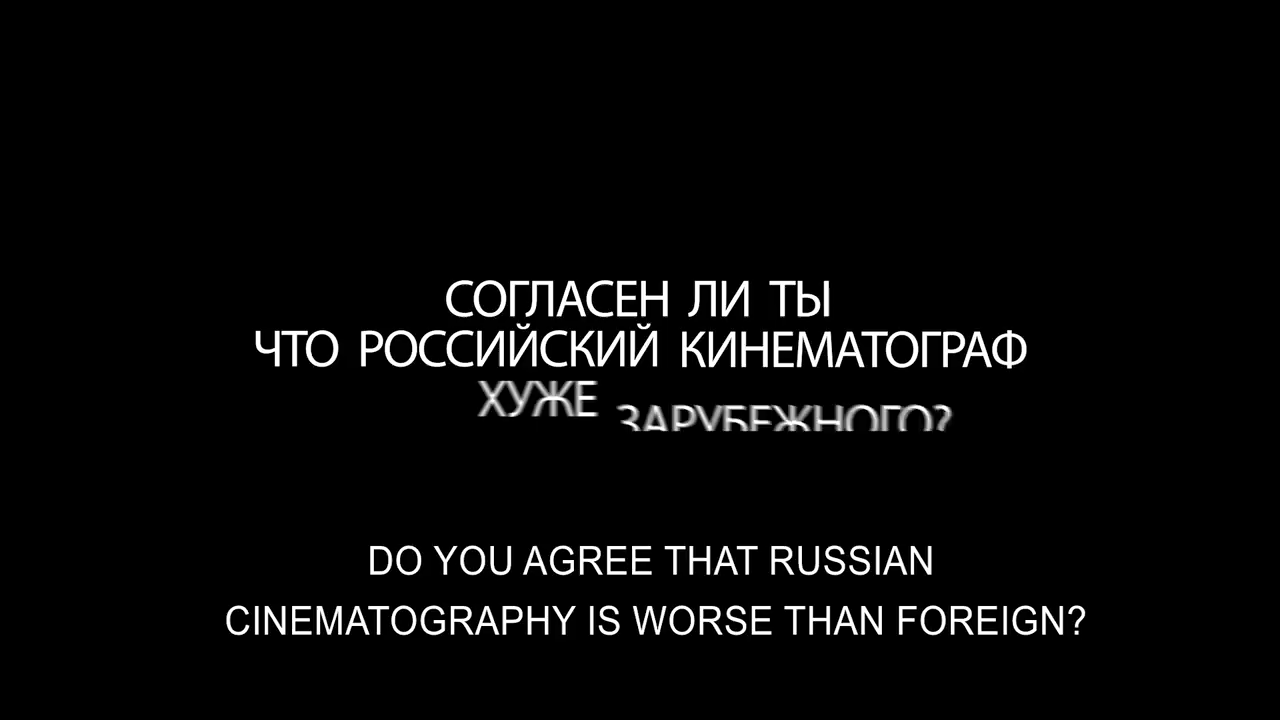 СОГЛАСЕН ЛИ ТЫ
ЧТО РОССИЙСКИЙ КИНЕМАТОГРАФ
ХУЖЕ ЗАРУБЕЖНОГО?
DO YOU AGREE THAT RUSSIAN
CINEMATOGRAPHY IS WORSE THAN FOREIGN?